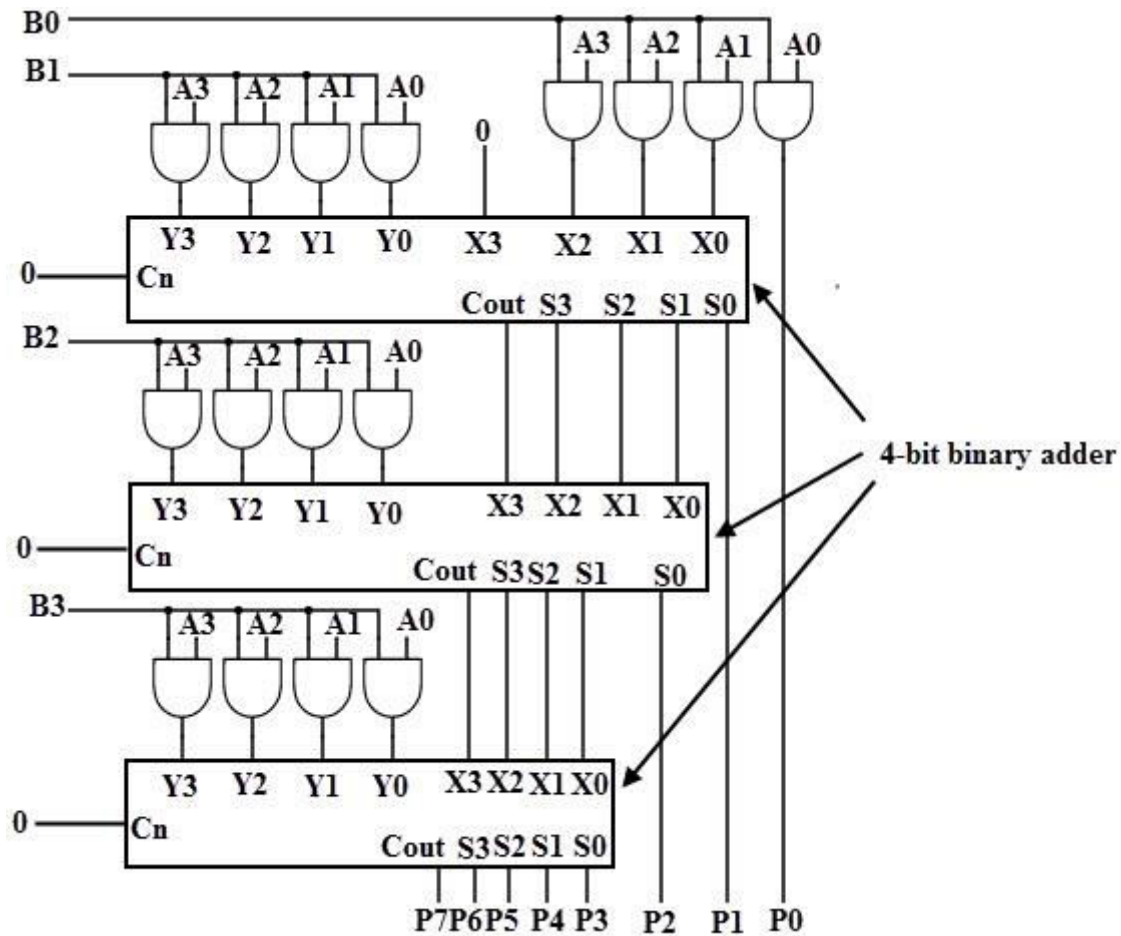 B0
A3 A2 A1 A0
B1
A3 A2 A1 A0
0
Y3 Y2 Y1 Y0 X3 X2 X1 X0
0
Cn
Cout S3 S2 S1 S0
B2
A3 A2 A1 A0
4-bit binary adder
Y3 Y2 Y1 Y0 X3 X2 X1 X0
0
Cn
Cout S3 S2 S1 S0
B3
A3 A2 A1 A0
Y3 Y2 Y1 Y0 X3 X2 X1 X0
0
Cn
Cout S3 S2 S1 S0
P7 P6 P5 P4 P3 P2 P1 P0